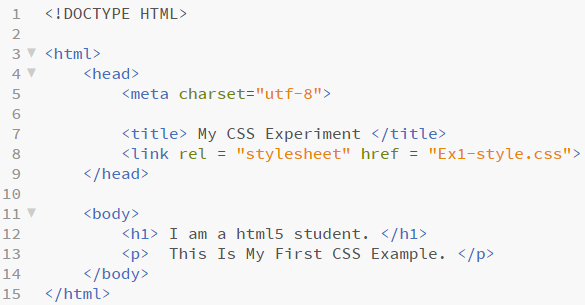 1 <!DOCTYPE HTML>
2
3 <html>
4 <head>
5 <meta charset="utf-8">
6
7 <title> My CSS Experiment </title>
8 <link rel = "stylesheet" href = "Ex1-style.css">
9 </head>
10
11 <body>
12 <h1> I am a html5 student. </h1>
13 <p>  This Is My First CSS Example. </p>
14 </body>
15 </html>